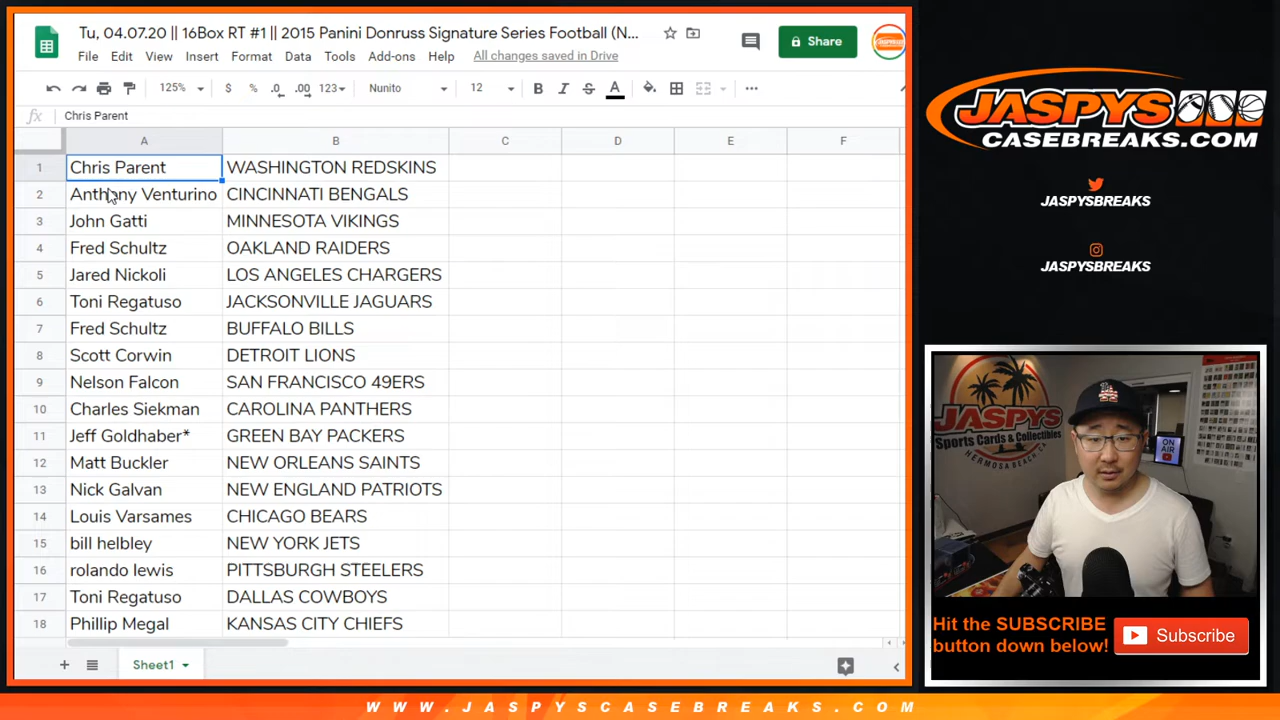 Tu, 04.07.20 || 16Box RT #1 || 2015 Panini Donruss Signature Series Football (N...
File Edit View Insert Format Data Tools Add-ons Help All changes saved in Drive
Share
125% $ % .0 .00 123 Nunito 12 B I S A
fx Chris Parent
A B C D E F
1 Chris Parent WASHINGTON REDSKINS
2 Anthony Venturino CINCINNATI BENGALS
3 John Gatti MINNESOTA VIKINGS
4 Fred Schultz OAKLAND RAIDERS
5 Jared Nickoli LOS ANGELES CHARGERS
6 Toni Regatuso JACKSONVILLE JAGUARS
7 Fred Schultz BUFFALO BILLS
8 Scott Corwin DETROIT LIONS
9 Nelson Falcon SAN FRANCISCO 49ERS
10 Charles Siekman CAROLINA PANTHERS
11 Jeff Goldhaber* GREEN BAY PACKERS
12 Matt Buckler NEW ORLEANS SAINTS
13 Nick Galvan NEW ENGLAND PATRIOTS
14 Louis Varsames CHICAGO BEARS
15 bill helbley NEW YORK JETS
16 rolando lewis PITTSBURGH STEELERS
17 Toni Regatuso DALLAS COWBOYS
18 Phillip Megal KANSAS CITY CHIEFS
Sheet1
JASPYS
CASEBREAKS.COM
JASPYSBREAKS
JASPYSBREAKS
JASPYS
Sports Cards & Collectibles
HERMOSA BEACH, CA
ON AIR
Hit the SUBSCRIBE
button down below!
Subscribe
WWW.JASPYSCASEBREAKS.COM